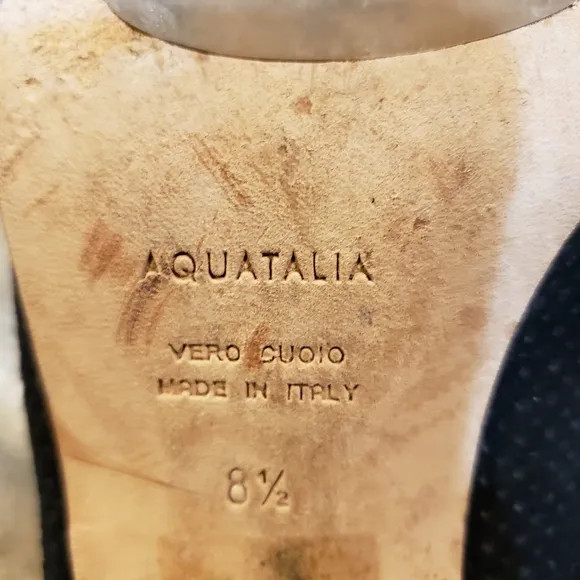 AQUATALIA
VERO CUOIO
MADE IN ITALY
8½